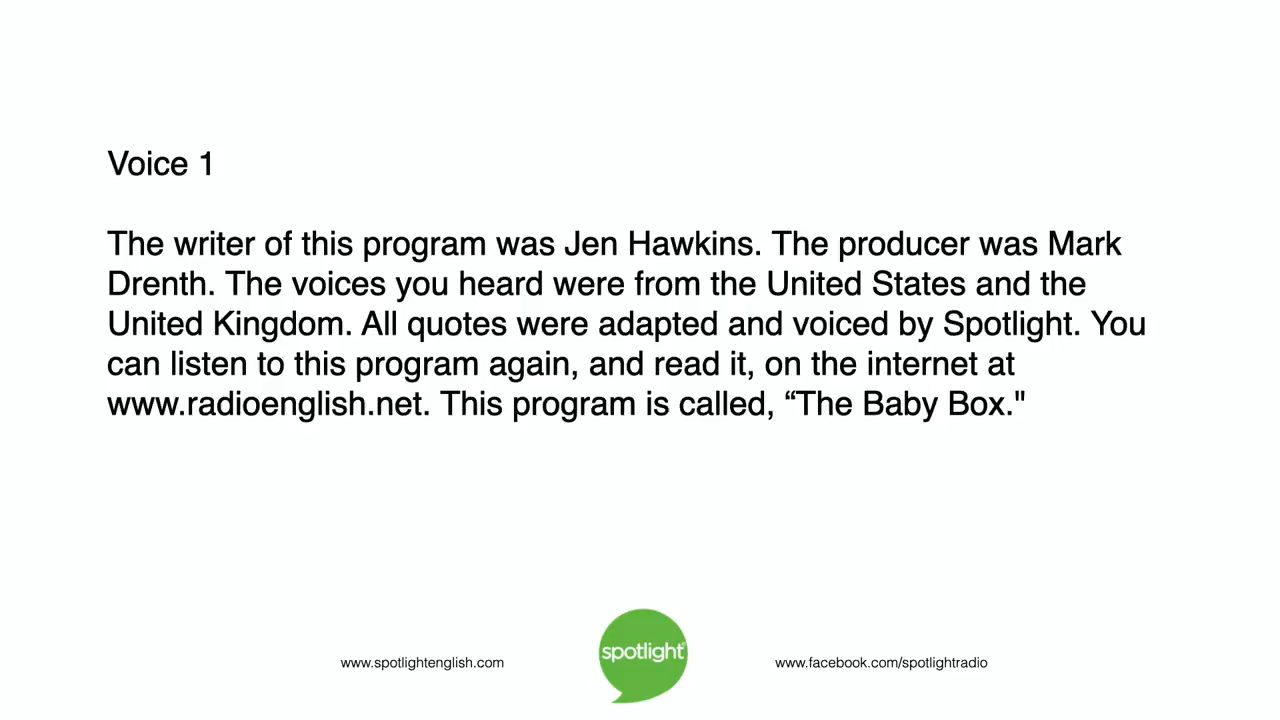 Voice 1
The writer of this program was Jen Hawkins. The producer was Mark
Drenth. The voices you heard were from the United States and the
United Kingdom. All quotes were adapted and voiced by Spotlight. You
can listen to this program again, and read it, on the internet at
www.radioenglish.net. This program is called, “The Baby Box."
www.spotlightenglish.com
spotlight
www.facebook.com/spotlightradio